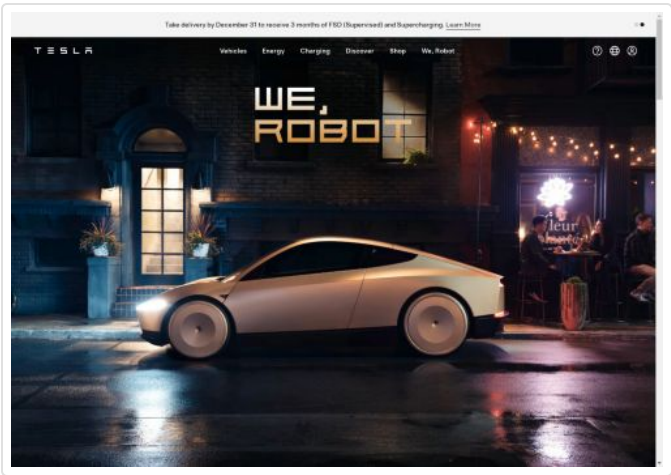 Take delivery by December 31 to receive 3 months of FSD (Supervised) and Supercharging. Learn More
TESLA
Vehicles Energy Charging Discover Shop We, Robot
WE,
ROBOT
fleur